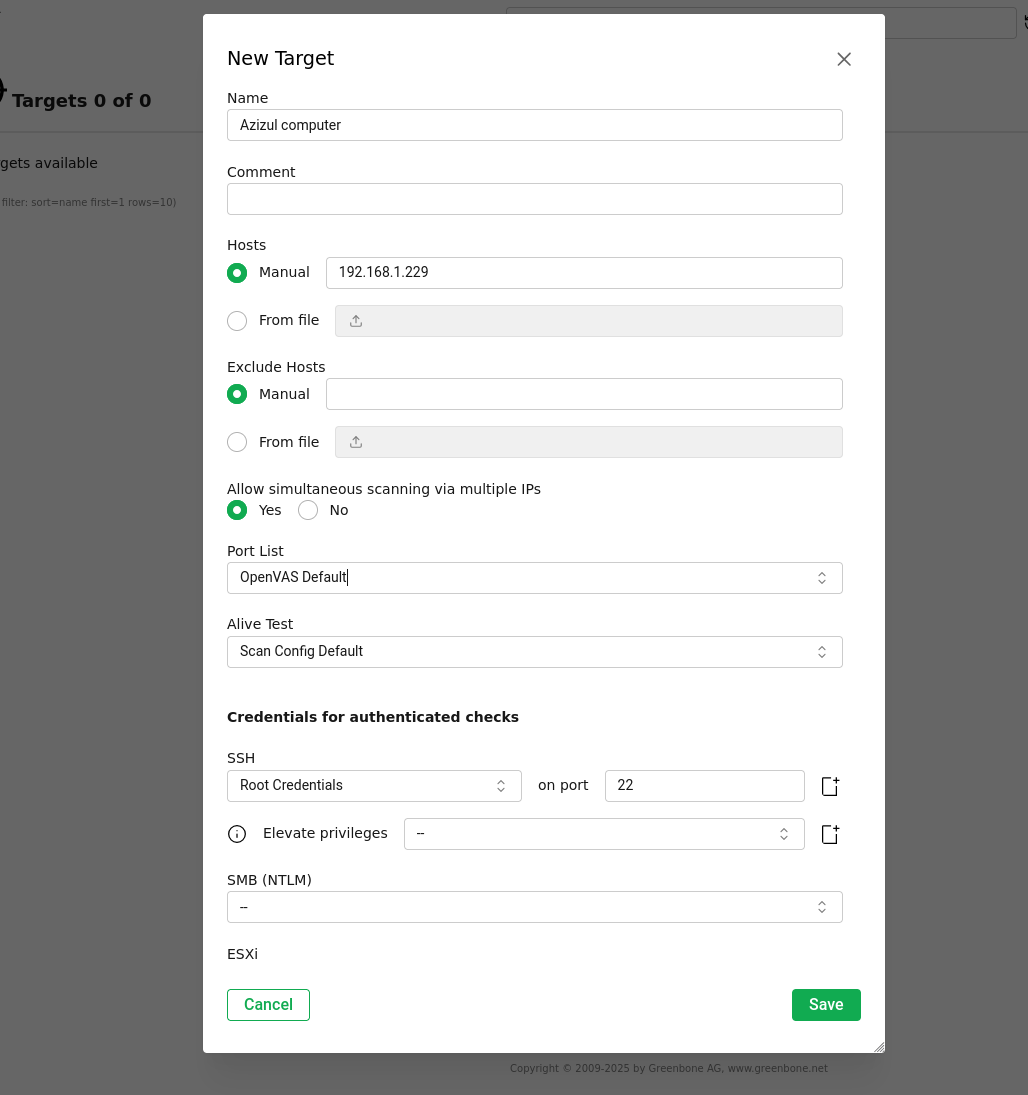 New Target
Targets 0 of 0
gets available
filter: sort=name first=1 rows=10)
Name
Azizul computer
Comment
Hosts
Manual 192.168.1.229
From file
Exclude Hosts
Manual
From file
Allow simultaneous scanning via multiple IPs
Yes No
Port List
OpenVAS Default
Alive Test
Scan Config Default
Credentials for authenticated checks
SSH
Root Credentials on port 22
Elevate privileges --
SMB (NTLM)
--
ESXi
Cancel Save
Copyright © 2009-2025 by Greenbone AG, www.greenbone.net